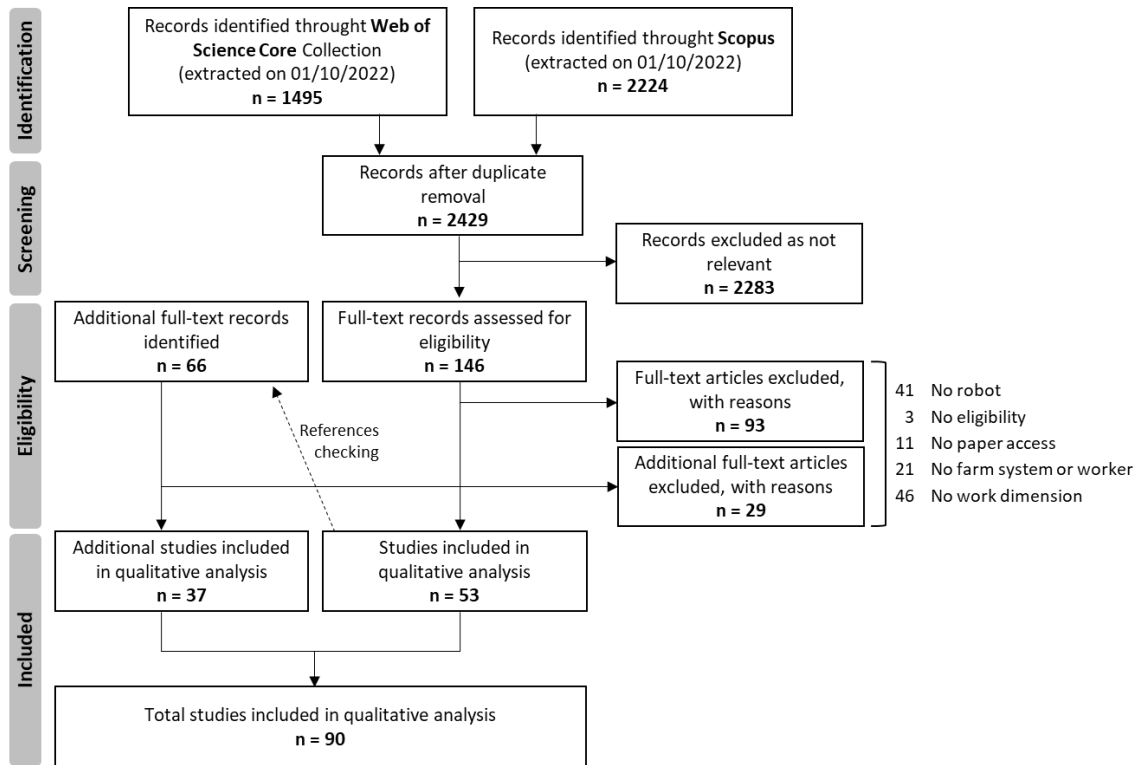 Identification
Records identified throught Web of
Science Core Collection
(extracted on 01/10/2022)
n = 1495
Records identified throught Scopus
(extracted on 01/10/2022)
n = 2224
Screening
Records after duplicate
removal
n = 2429
Records excluded as not
relevant
n = 2283
Eligibility
Additional full-text records
identified
n = 66
Full-text records assessed for
eligibility
n = 146
Full-text articles excluded,
with reasons
n = 93
References
checking
Additional full-text articles
excluded, with reasons
n = 29
41 No robot
3 No eligibility
11 No paper access
21 No farm system or worker
46 No work dimension
Included
Additional studies included
in qualitative analysis
n = 37
Studies included in
qualitative analysis
n = 53
Total studies included in qualitative analysis
n = 90